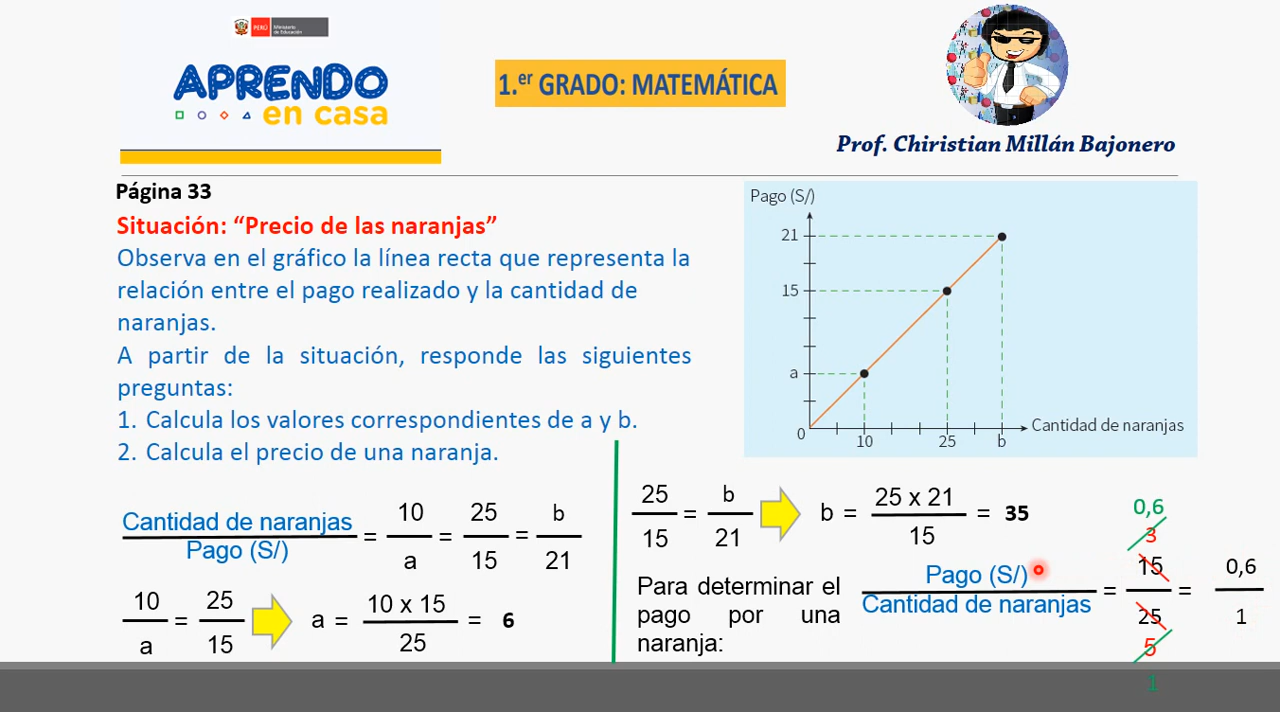 PERÚ Ministerio de Educación
APRENDO
en casa
1.er GRADO: MATEMÁTICA
Prof. Chiristian Millán Bajonero
Página 33
Situación: “Precio de las naranjas”
Observa en el gráfico la línea recta que representa la
relación entre el pago realizado y la cantidad de
naranjas.
A partir de la situación, responde las siguientes
preguntas:
1. Calcula los valores correspondientes de a y b.
2. Calcula el precio de una naranja.
Pago (S/)
21
15
a
0
10 25 b
Cantidad de naranjas
Cantidad de naranjas / Pago (S/) = 10 / a = 25 / 15 = b / 21
10 / a = 25 / 15
a = 10 x 15 / 25 = 6
25 / 15 = b / 21
b = 25 x 21 / 15 = 35
Para determinar el
pago por una
naranja:
Pago (S/) / Cantidad de naranjas = 15 / 25 = 0,6 / 1
0,6
3
5
1